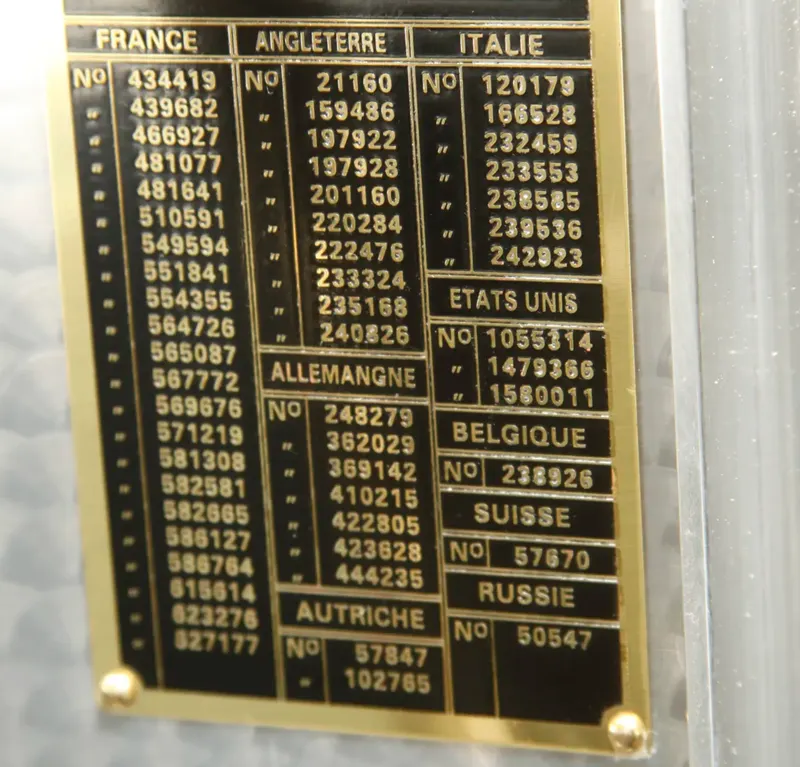 FRANCE
No 434419
" 439682
" 466927
" 481077
" 481641
" 510591
" 549594
" 551841
" 554355
" 564726
" 565087
" 567772
" 569676
" 571219
" 581308
" 582581
" 582665
" 586127
" 586764
" 615614
" 623276
" 627177
ANGLETERRE
No 21160
" 159486
" 197922
" 197928
" 201160
" 220284
" 222476
" 233324
" 235168
" 240826
ALLEMANGNE
No 248279
" 362029
" 369142
" 410215
" 422805
" 423628
" 444235
AUTRICHE
No 57847
" 102765
ITALIE
No 120179
" 166528
" 232459
" 233553
" 238585
" 239536
" 242923
ETATS UNIS
No 1055314
" 1479366
" 1580011
BELGIQUE
No 238926
SUISSE
No 57670
RUSSIE
No 50547